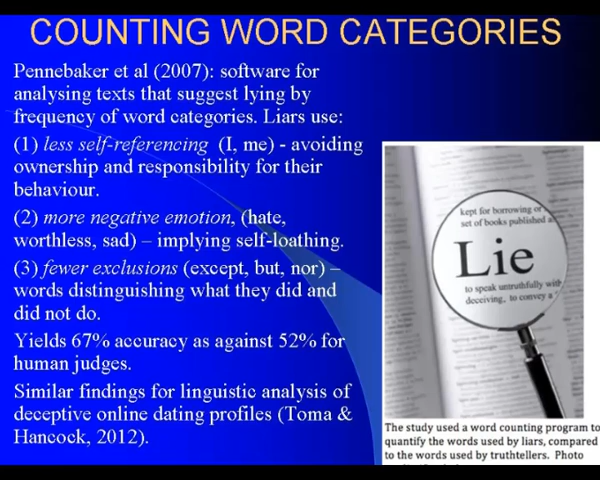 COUNTING WORD CATEGORIES
Pennebaker et al (2007): software for
analysing texts that suggest lying by
frequency of word categories. Liars use:
(1) less self-referencing (I, me) - avoiding
ownership and responsibility for their
behaviour.
(2) more negative emotion, (hate,
worthless, sad) – implying self-loathing.
(3) fewer exclusions (except, but, nor) –
words distinguishing what they did and
did not do.
Yields 67% accuracy as against 52% for
human judges.
Similar findings for linguistic analysis of
deceptive online dating profiles (Toma &
Hancock, 2012).
kept for borrowing or
set of books published
Lie
to speak untruthfully with
deceiving, to convey a
The study used a word counting program to
quantify the words used by liars, compared
to the words used by truthtellers. Photo